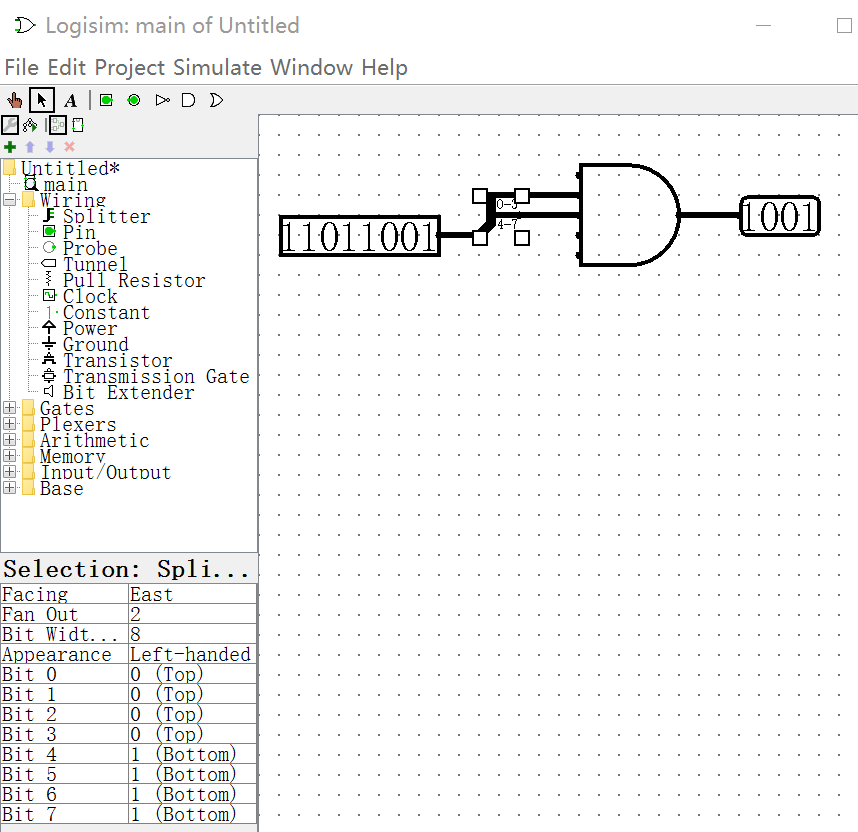 Logisim: main of Untitled
File Edit Project Simulate Window Help
A
Untitled*
main
Wiring
Splitter
Pin
Probe
Tunnel
Pull Resistor
Clock
Constant
Power
Ground
Transistor
Transmission Gate
Bit Extender
Gates
Plexers
Arithmetic
Memory
Input/Output
Base
Selection: Spli...
Facing East
Fan Out 2
Bit Widt... 8
Appearance Left-handed
Bit 0 0 (Top)
Bit 1 0 (Top)
Bit 2 0 (Top)
Bit 3 0 (Top)
Bit 4 1 (Bottom)
Bit 5 1 (Bottom)
Bit 6 1 (Bottom)
Bit 7 1 (Bottom)
11011001
0-3
4-7
1001